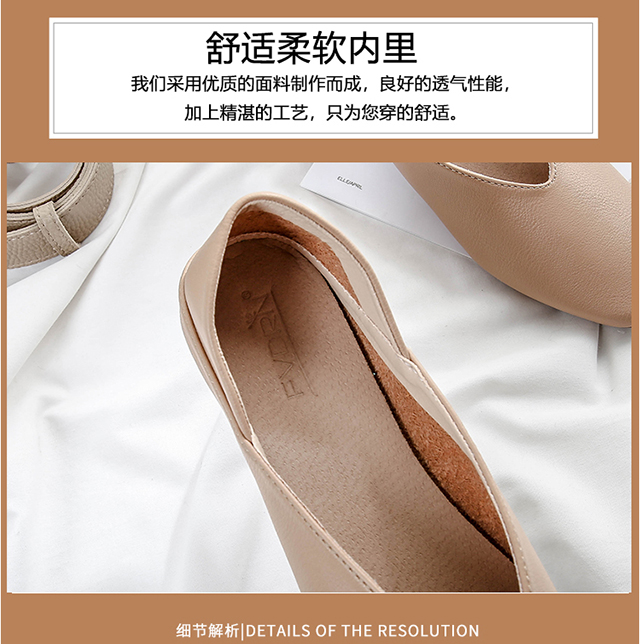 舒适柔软内里
我们采用优质的面料制作而成，良好的透气性能，
加上精湛的工艺，只为您穿的舒适。
细节解析|DETAILS OF THE RESOLUTION